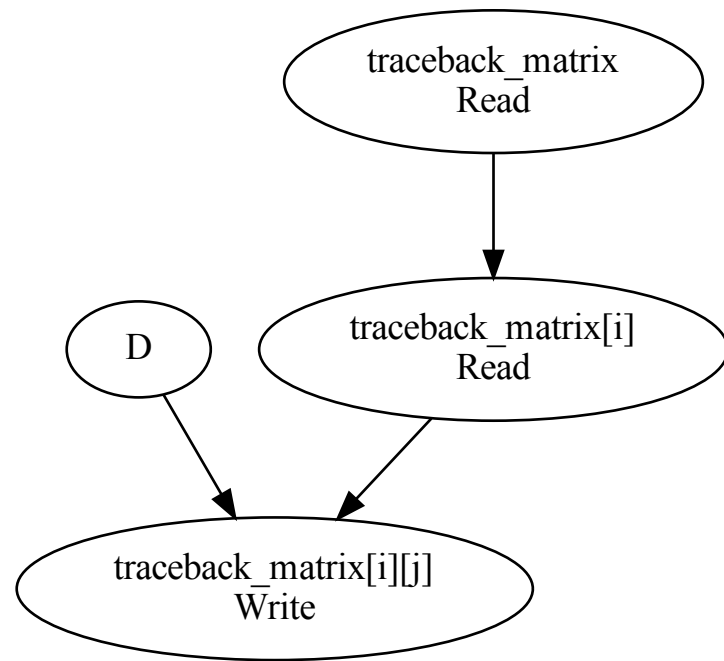 traceback_matrix
Read
traceback_matrix[i]
Read
D
traceback_matrix[i][j]
Write